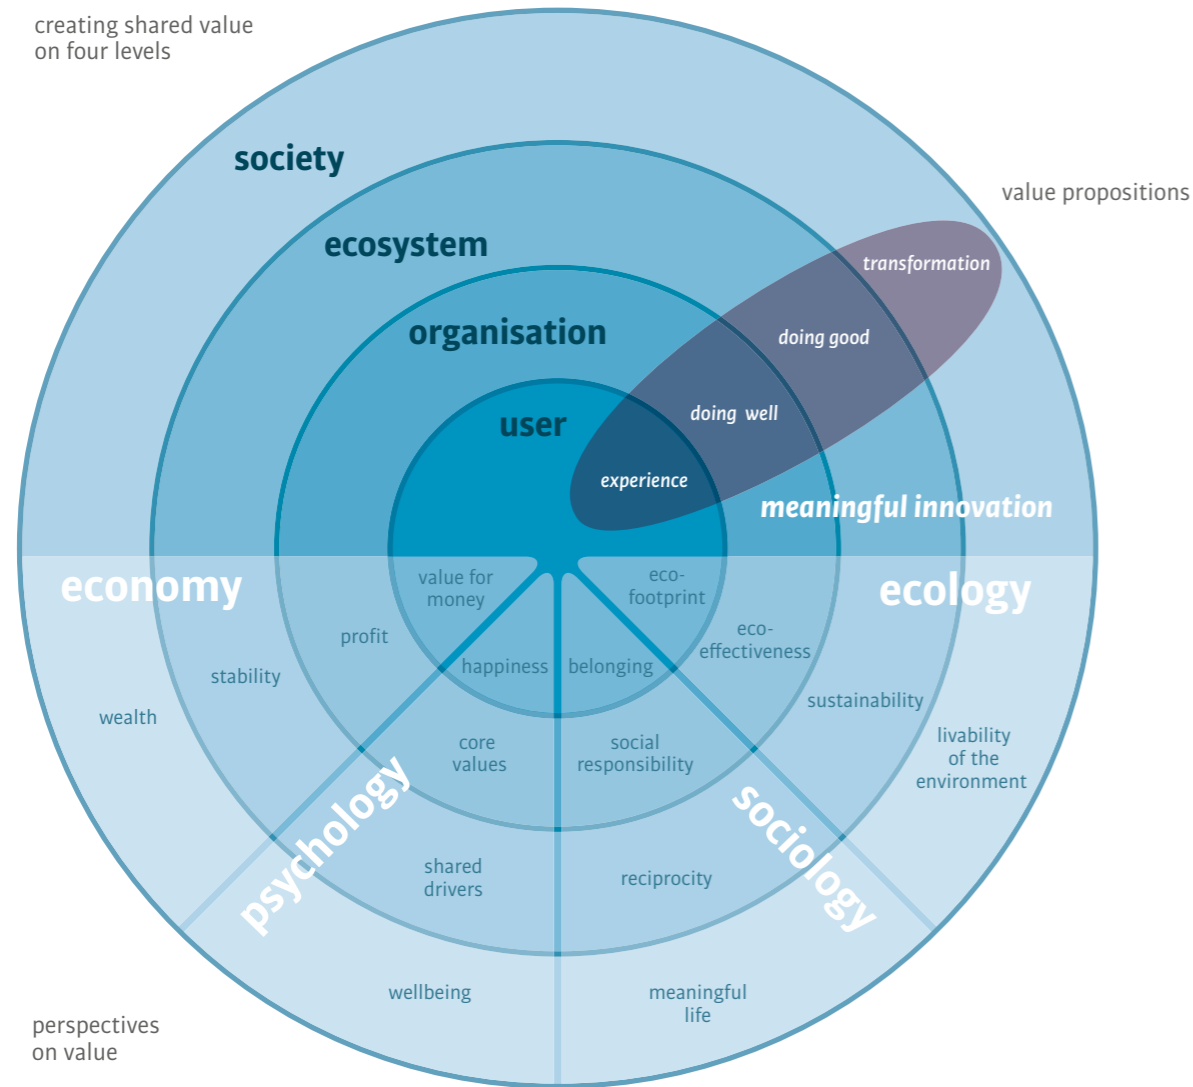 creating shared value
on four levels
society
value propositions
ecosystem
transformation
organisation
doing good
user
doing well
experience
meaningful innovation
economy
ecology
value for
money
eco-
footprint
profit
eco-
effectiveness
happiness
belonging
stability
sustainability
wealth
core
values
social
responsibility
livability
of the
environment
psychology
sociology
shared
drivers
reciprocity
wellbeing
meaningful
life
perspectives
on value